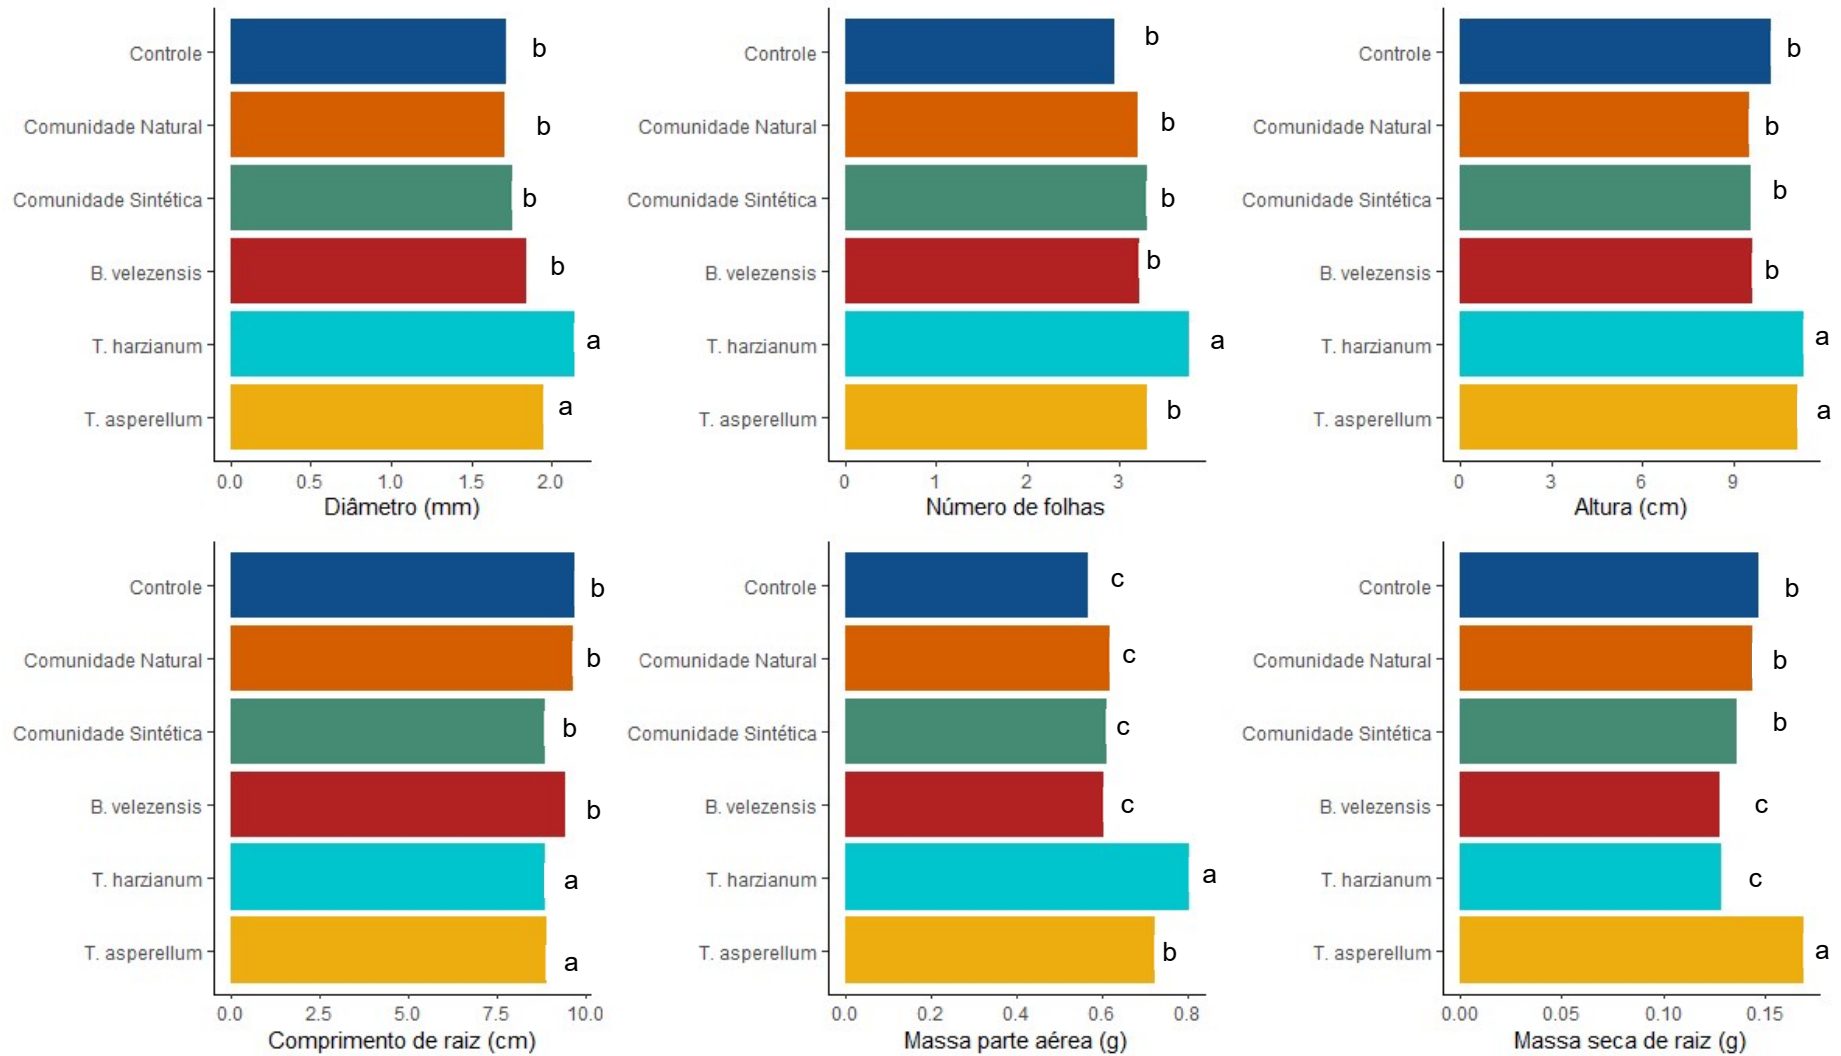 Controle b
Comunidade Natural b
Comunidade Sintética b
B. velezensis b
T. harzianum a
T. asperellum a
0.0 0.5 1.0 1.5 2.0
Diâmetro (mm)
Controle b
Comunidade Natural b
Comunidade Sintética b
B. velezensis b
T. harzianum a
T. asperellum b
0 1 2 3
Número de folhas
Controle b
Comunidade Natural b
Comunidade Sintética b
B. velezensis b
T. harzianum a
T. asperellum a
0 3 6 9
Altura (cm)
Controle b
Comunidade Natural b
Comunidade Sintética b
B. velezensis b
T. harzianum a
T. asperellum a
0.0 2.5 5.0 7.5 10.0
Comprimento de raiz (cm)
Controle c
Comunidade Natural c
Comunidade Sintética c
B. velezensis c
T. harzianum a
T. asperellum b
0.0 0.2 0.4 0.6 0.8
Massa parte aérea (g)
Controle b
Comunidade Natural b
Comunidade Sintética b
B. velezensis c
T. harzianum c
T. asperellum a
0.00 0.05 0.10 0.15
Massa seca de raiz (g)